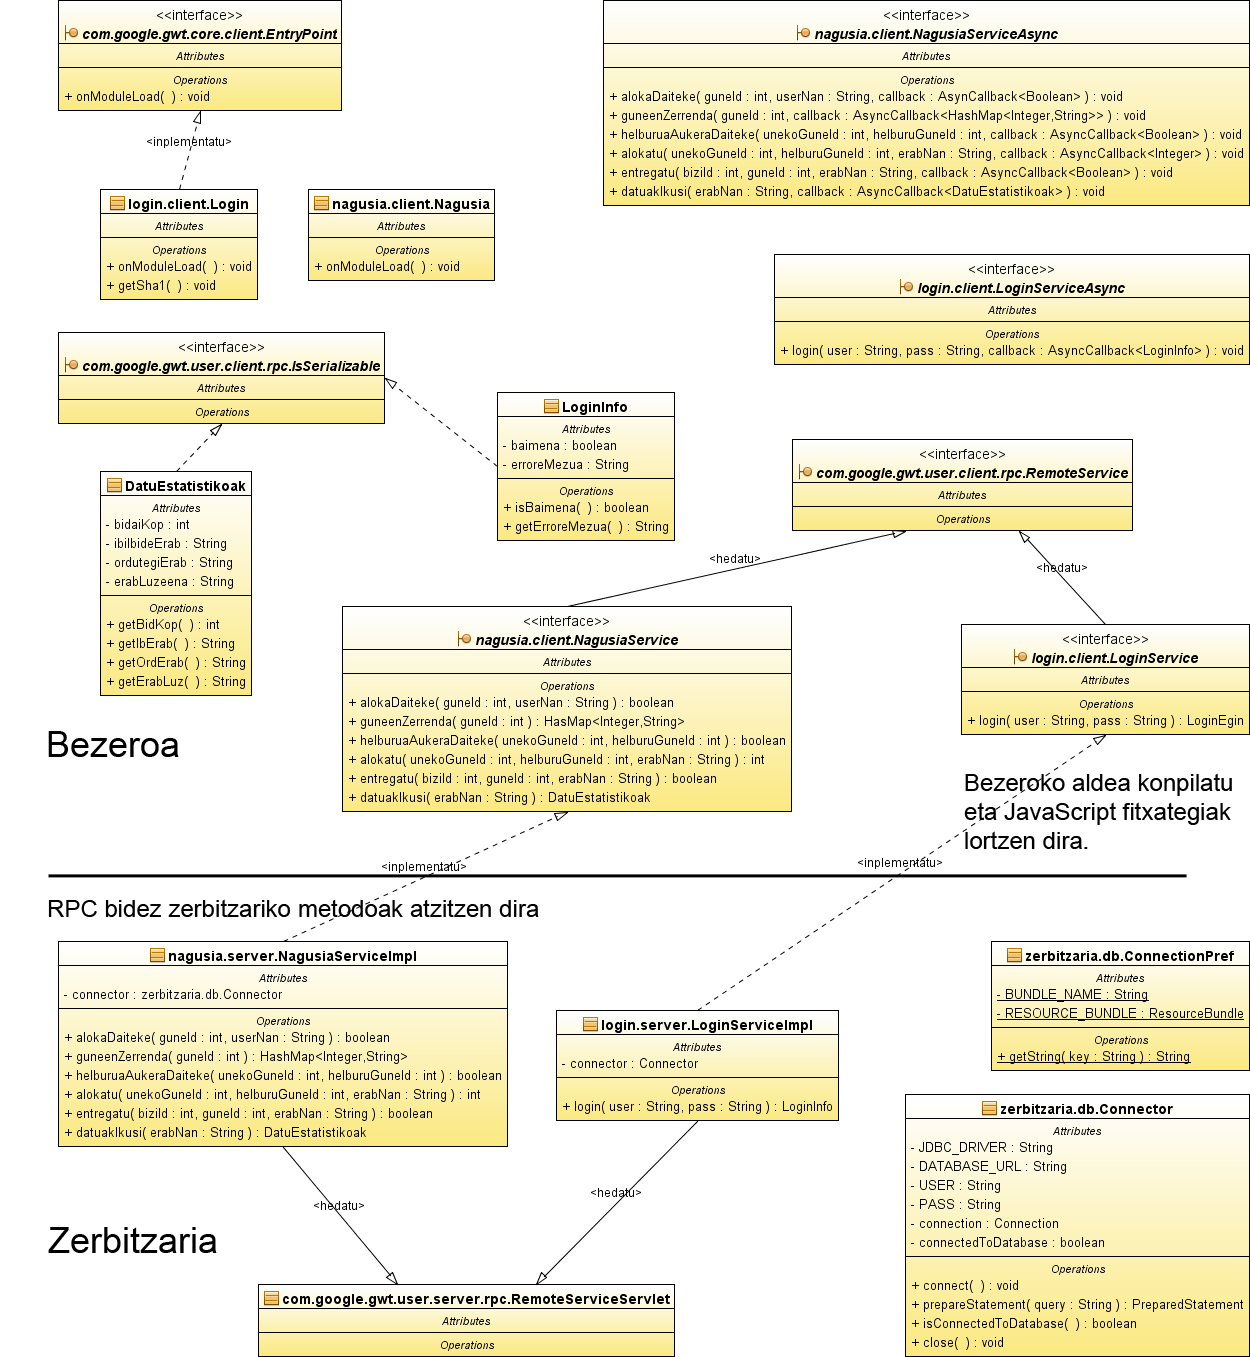 <<interface>>
com.google.gwt.core.client.EntryPoint
Attributes
Operations
+ onModuleLoad( ) : void
<inplementatu>
login.client.Login
Attributes
Operations
+ onModuleLoad( ) : void
+ getSha1( ) : void
nagusia.client.Nagusia
Attributes
Operations
+ onModuleLoad( ) : void
<<interface>>
nagusia.client.NagusiaServiceAsync
Attributes
Operations
+ alokaDaiteke( guneId : int, userNan : String, callback : AsynCallback<Boolean> ) : void
+ guneenZerrenda( guneId : int, callback : AsyncCallback<HashMap<Integer,String>> ) : void
+ helburuaAukeraDaiteke( unekoGuneId : int, helburuGuneId : int, callback : AsyncCallback<Boolean> ) : void
+ alokatu( unekoGuneId : int, helburuGuneId : int, erabNan : String, callback : AsyncCallback<Integer> ) : void
+ entregatu( biziId : int, guneId : int, erabNan : String, callback : AsyncCallback<Boolean> ) : void
+ datuakIkusi( erabNan : String, callback : AsyncCallback<DatuEstatistikoak> ) : void
<<interface>>
login.client.LoginServiceAsync
Attributes
Operations
+ login( user : String, pass : String, callback : AsyncCallback<LoginInfo> ) : void
<<interface>>
com.google.gwt.user.client.rpc.IsSerializable
Attributes
Operations
LoginInfo
Attributes
- baimena : boolean
- erroreMezua : String
Operations
+ isBaimena( ) : boolean
+ getErroreMezua( ) : String
DatuEstatistikoak
Attributes
- bidaiKop : int
- ibilbideErab : String
- ordutegiErab : String
- erabLuzeena : String
Operations
+ getBidKop( ) : int
+ getIbErab( ) : String
+ getOrdErab( ) : String
+ getErabLuz( ) : String
<<interface>>
com.google.gwt.user.client.rpc.RemoteService
Attributes
Operations
<hedatu>
<hedatu>
<<interface>>
nagusia.client.NagusiaService
Attributes
Operations
+ alokaDaiteke( guneId : int, userNan : String ) : boolean
+ guneenZerrenda( guneId : int ) : HasMap<Integer,String>
+ helburuaAukeraDaiteke( unekoGuneId : int, helburuGuneId : int ) : boolean
+ alokatu( unekoGuneId : int, helburuGuneId : int, erabNan : String ) : int
+ entregatu( biziId : int, guneId : int, erabNan : String ) : boolean
+ datuakIkusi( erabNan : String ) : DatuEstatistikoak
<<interface>>
login.client.LoginService
Attributes
Operations
+ login( user : String, pass : String ) : LoginEgin
Bezeroa
Bezeroko aldea konpilatu
eta JavaScript fitxategiak
lortzen dira.
<inplementatu>
<inplementatu>
RPC bidez zerbitzariko metodoak atzitzen dira
nagusia.server.NagusiaServiceImpl
Attributes
- connector : zerbitzaria.db.Connector
Operations
+ alokaDaiteke( guneId : int, userNan : String ) : boolean
+ guneenZerrenda( guneId : int ) : HashMap<Integer,String>
+ helburuaAukeraDaiteke( unekoGuneId : int, helburuGuneId : int ) : boolean
+ alokatu( unekoGuneId : int, helburuGuneId : int, erabNan : String ) : int
+ entregatu( biziId : int, guneId : int, erabNan : String ) : boolean
+ datuakIkusi( erabNan : String ) : DatuEstatistikoak
login.server.LoginServiceImpl
Attributes
- connector : Connector
Operations
+ login( user : String, pass : String ) : LoginInfo
zerbitzaria.db.ConnectionPref
Attributes
- BUNDLE_NAME : String
- RESOURCE_BUNDLE : ResourceBundle
Operations
+ getString( key : String ) : String
zerbitzaria.db.Connector
Attributes
- JDBC_DRIVER : String
- DATABASE_URL : String
- USER : String
- PASS : String
- connection : Connection
- connectedToDatabase : boolean
Operations
+ connect( ) : void
+ prepareStatement( query : String ) : PreparedStatement
+ isConnectedToDatabase( ) : boolean
+ close( ) : void
<hedatu>
<hedatu>
Zerbitzaria
com.google.gwt.user.server.rpc.RemoteServiceServlet
Attributes
Operations